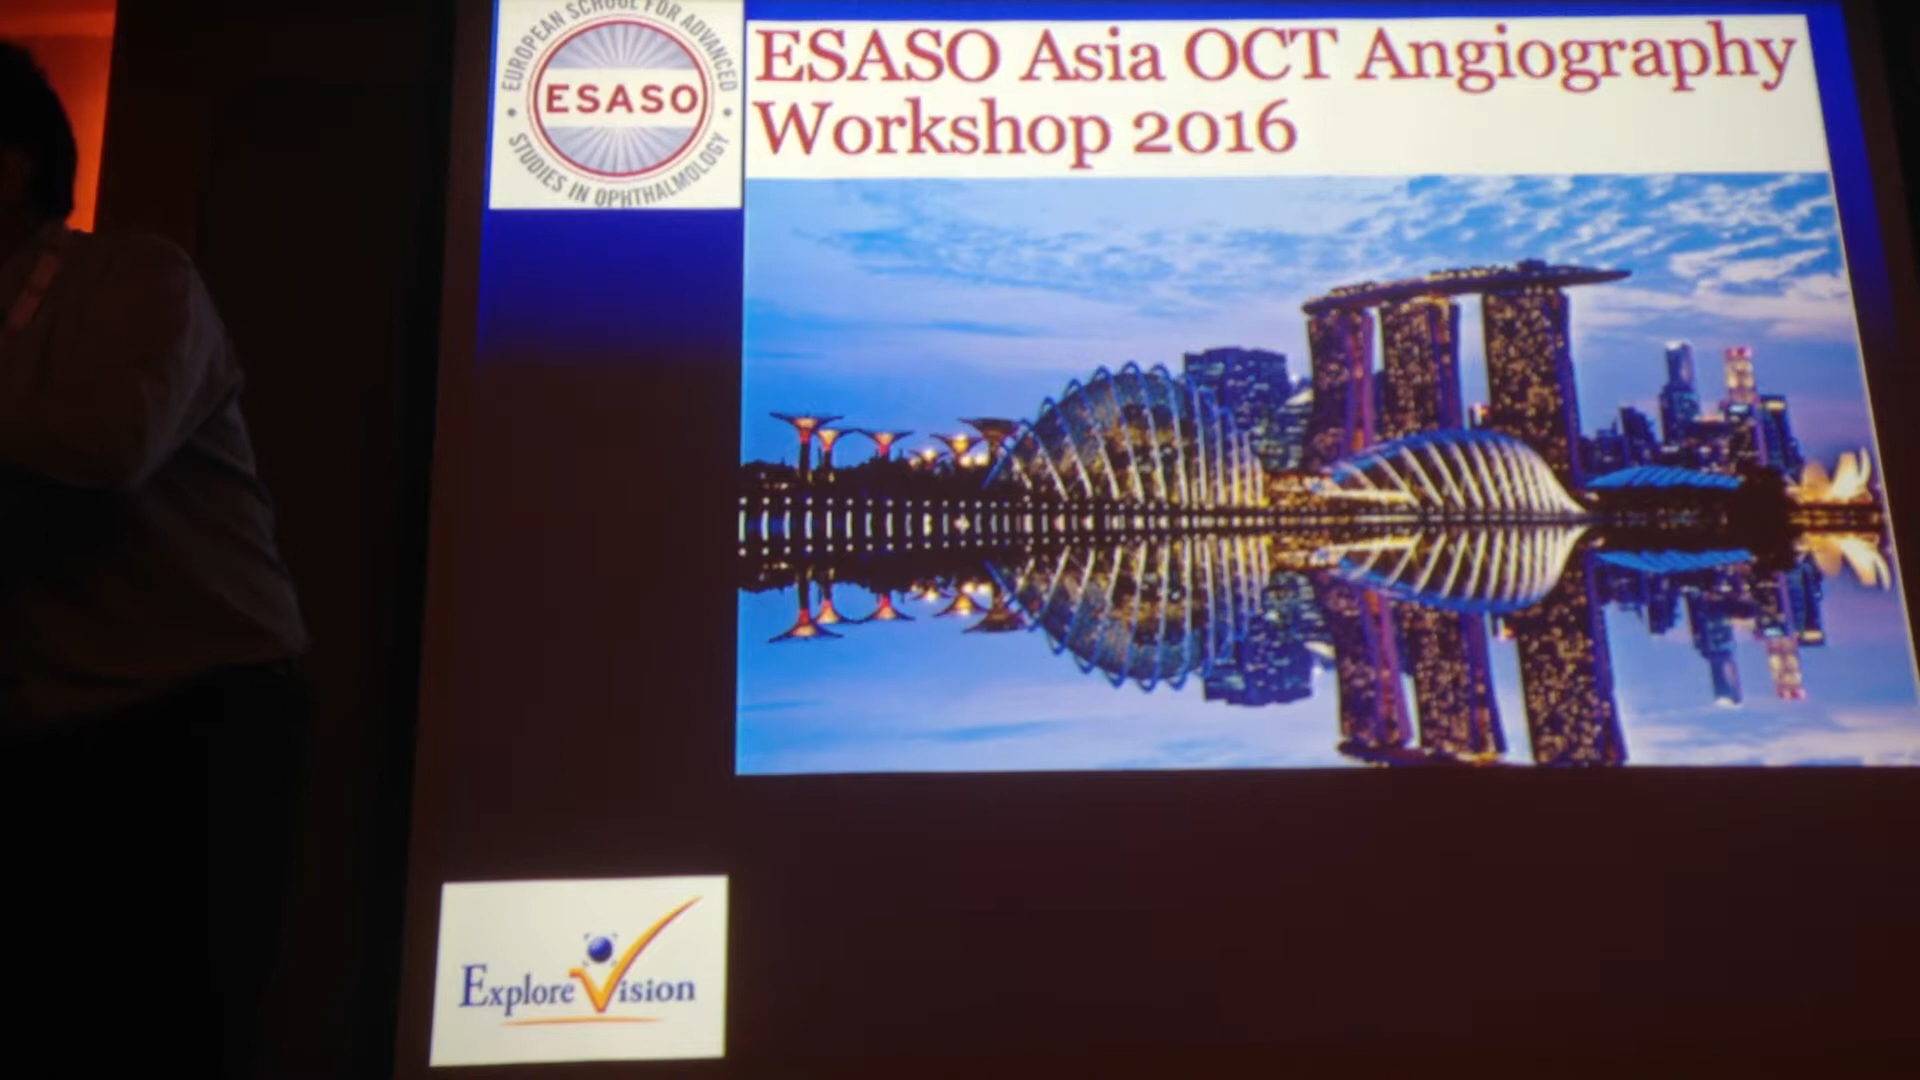 EUROPEAN SCHOOL FOR ADVANCED
ESASO
STUDIES IN OPHTHALMOLOGY
ESASO Asia OCT Angiography
Workshop 2016
Explore Vision